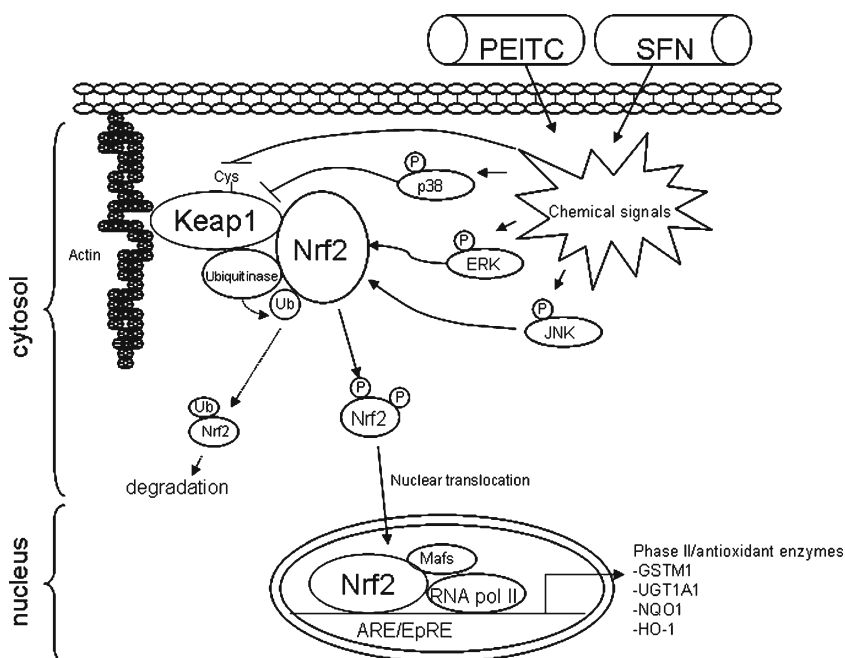 PEITC
SFN
Cys
P
p38
Keap1
Nrf2
Chemical signals
Actin
P
ERK
Ubiquitinase
Ub
P
JNK
cytosol
P
P
Nrf2
Ub
Nrf2
Nuclear translocation
degradation
nucleus
Mafs
Nrf2
RNA pol II
ARE/EpRE
Phase II/antioxidant enzymes
-GSTM1
-UGT1A1
-NQO1
-HO-1